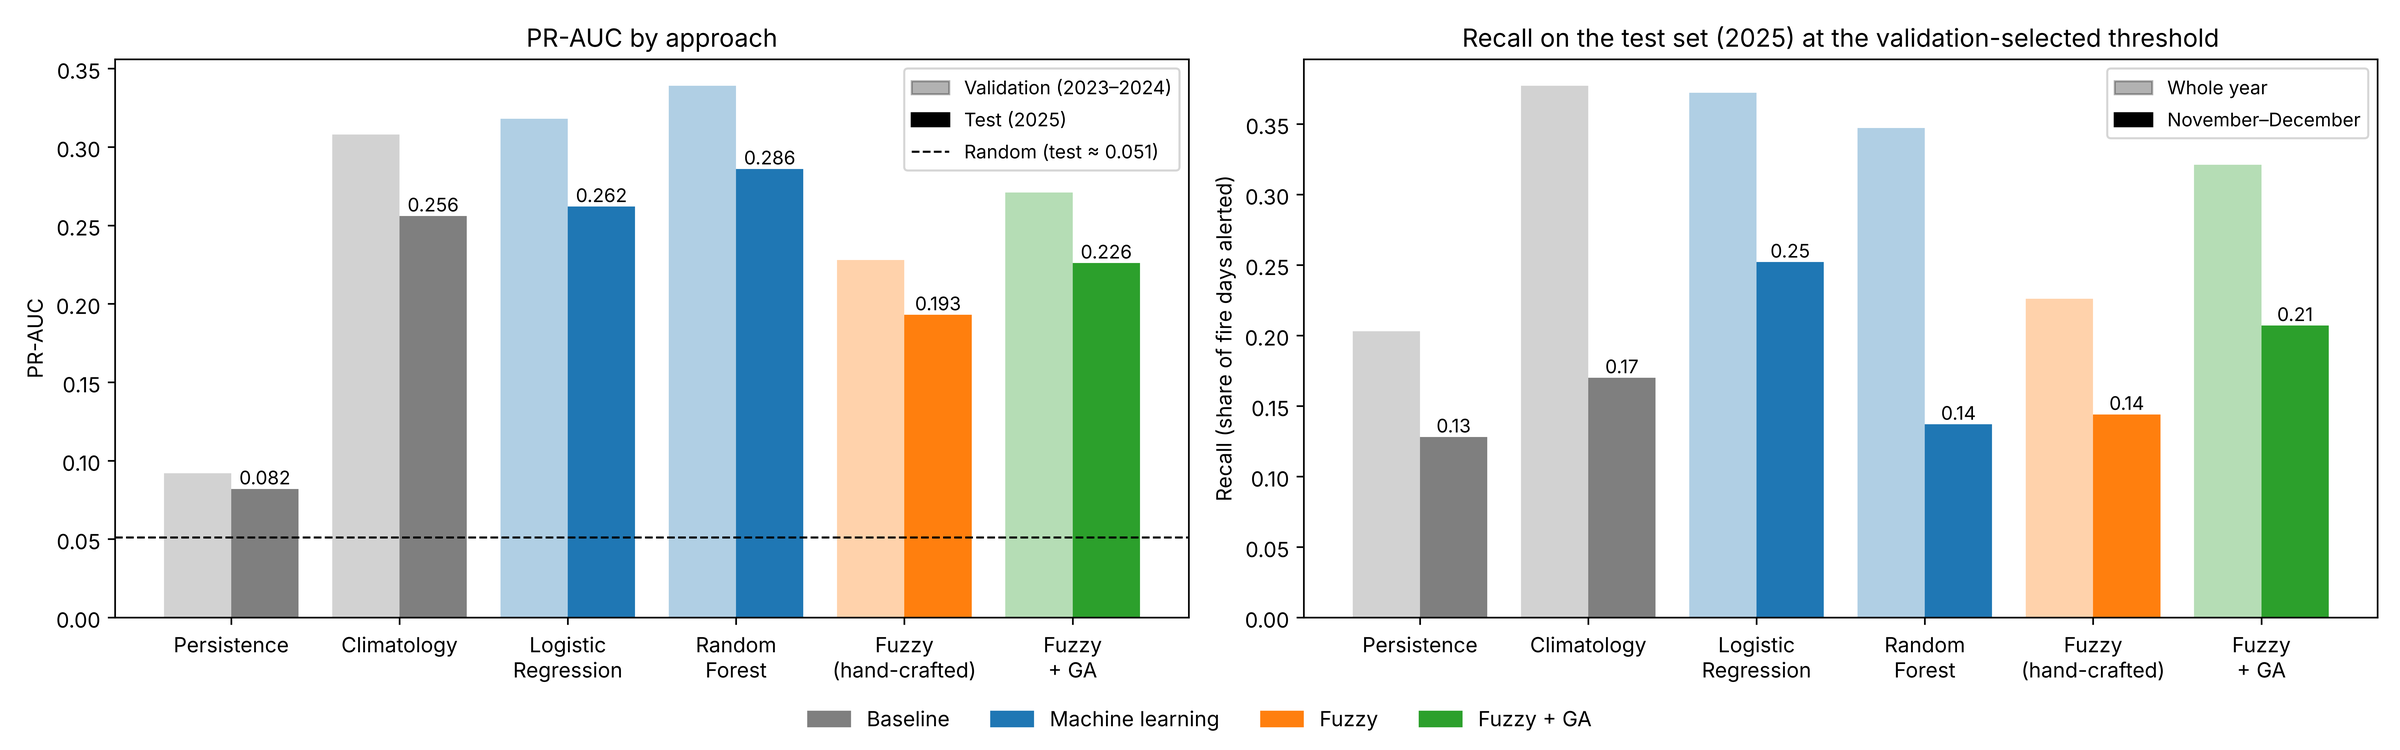 PR-AUC by approach
PR-AUC
0.35
0.30
0.25
0.20
0.15
0.10
0.05
0.00
Validation (2023–2024)
Test (2025)
Random (test ≈ 0.051)
0.082
0.256
0.262
0.286
0.193
0.226
Persistence
Climatology
Logistic
Regression
Random
Forest
Fuzzy
(hand-crafted)
Fuzzy
+ GA
Recall on the test set (2025) at the validation-selected threshold
Recall (share of fire days alerted)
0.35
0.30
0.25
0.20
0.15
0.10
0.05
0.00
Whole year
November–December
0.13
0.17
0.25
0.14
0.14
0.21
Persistence
Climatology
Logistic
Regression
Random
Forest
Fuzzy
(hand-crafted)
Fuzzy
+ GA
Baseline
Machine learning
Fuzzy
Fuzzy + GA